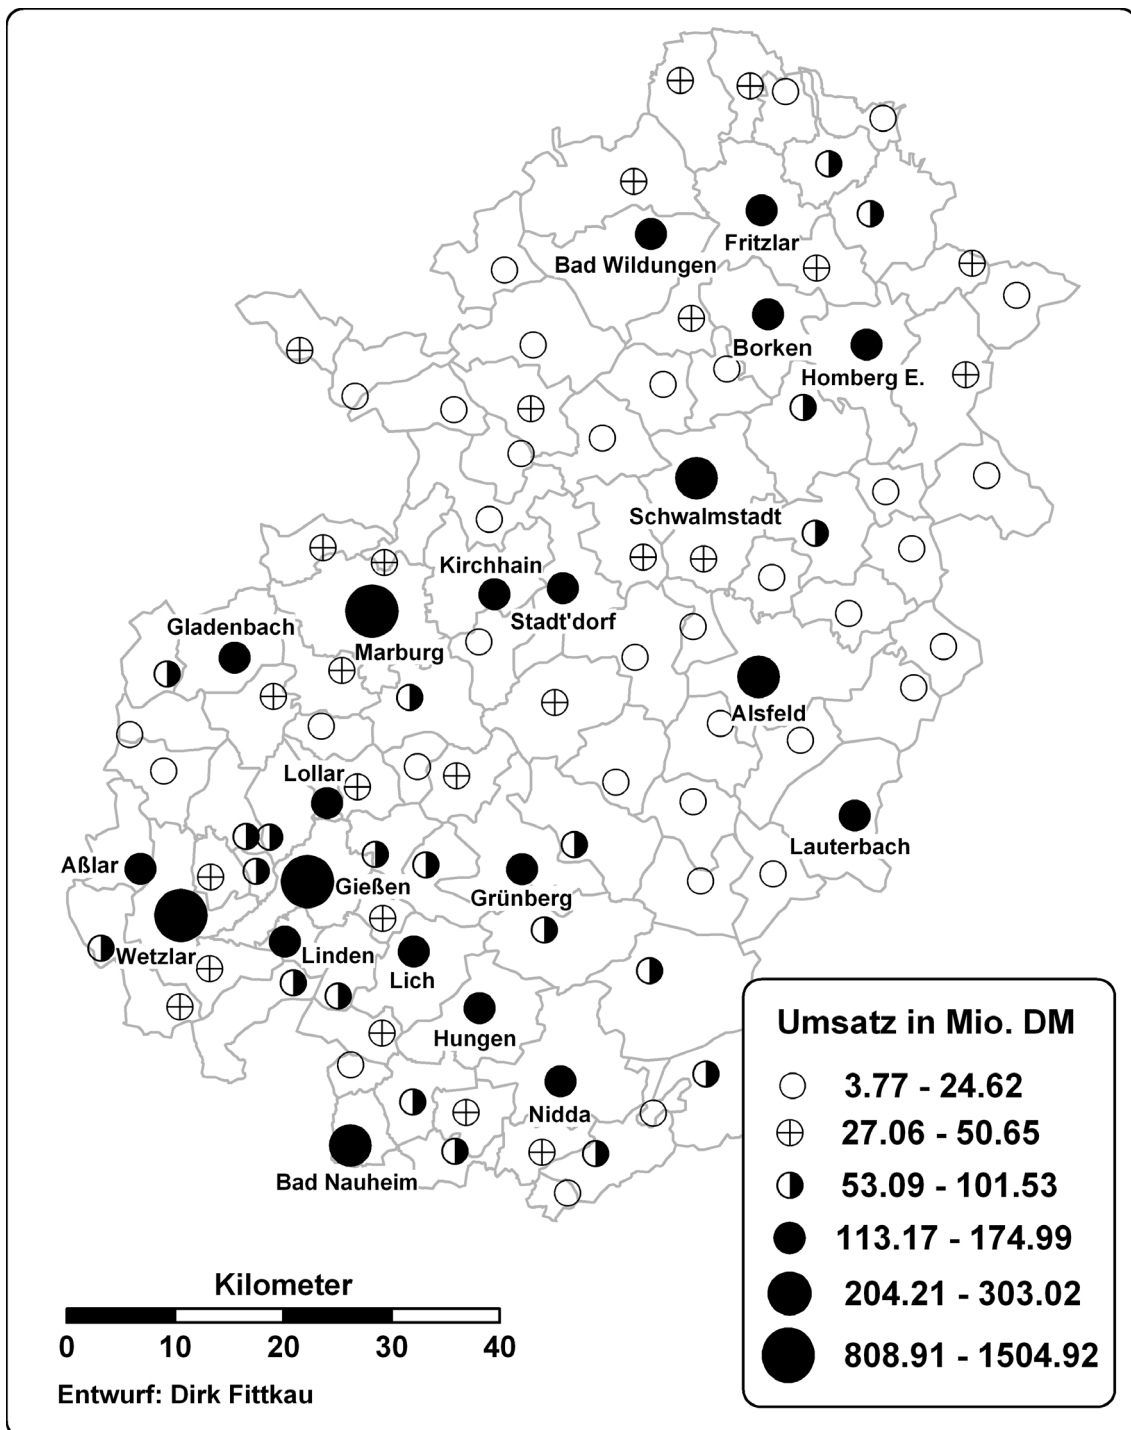 Fritzlar
Bad Wildungen
Borken
Homberg E.
Schwalmstadt
Kirchhain
Stadt'dorf
Gladenbach
Marburg
Alsfeld
Lollar
Lauterbach
Aßlar
Gießen
Grünberg
Wetzlar
Linden
Lich
Hungen
Nidda
Bad Nauheim
Umsatz in Mio. DM
3.77 - 24.62
27.06 - 50.65
53.09 - 101.53
113.17 - 174.99
204.21 - 303.02
808.91 - 1504.92
Kilometer
0 10 20 30 40
Entwurf: Dirk Fittkau